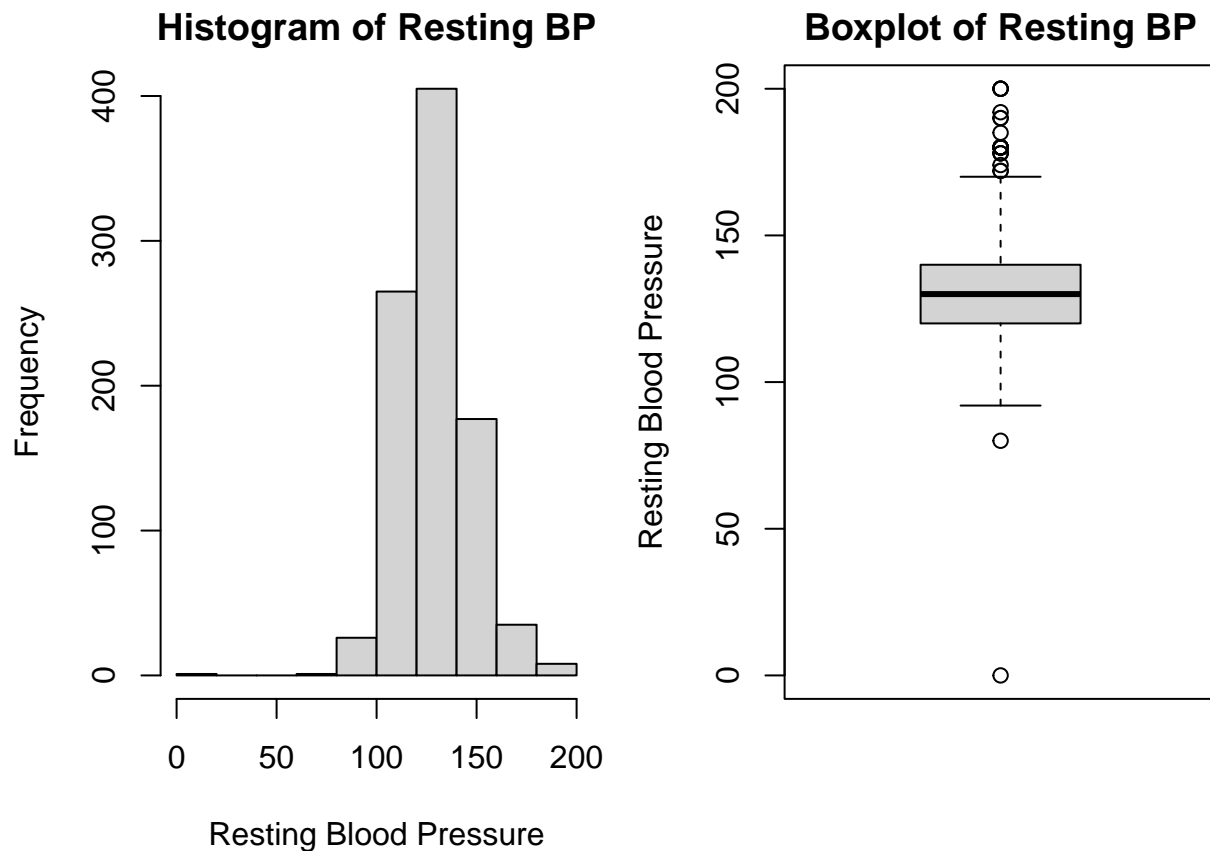 Histogram of Resting BP
Frequency
400
300
200
100
0
0 50 100 150 200
Resting Blood Pressure
Boxplot of Resting BP
Resting Blood Pressure
200
150
100
50
0